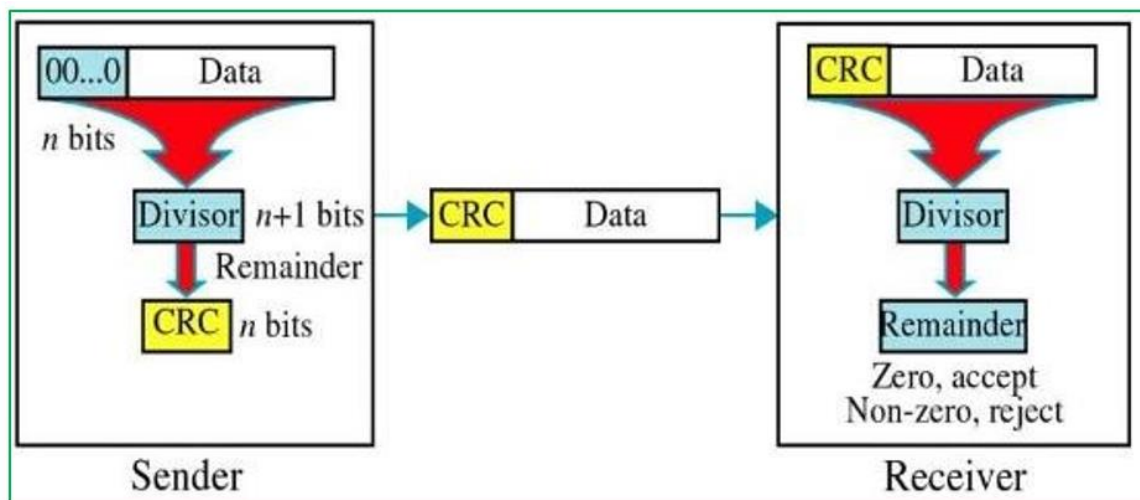 00...0 Data
n bits
Divisor n+1 bits
Remainder
CRC n bits
Sender
CRC Data
CRC Data
Divisor
Remainder
Zero, accept
Non-zero, reject
Receiver